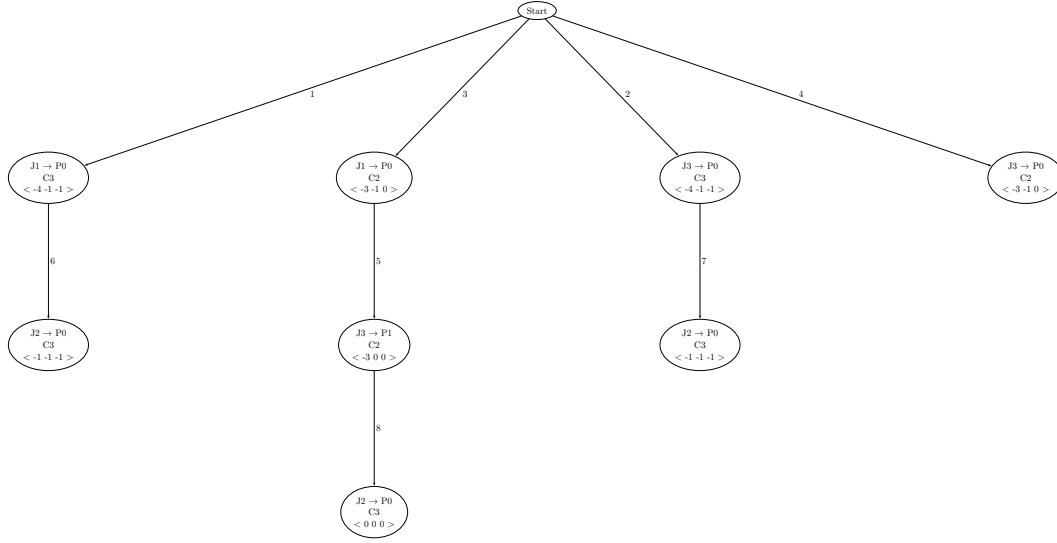 Start
1
3
2
4
J1 → P0
C3
< -4 -1 -1 >
J1 → P0
C2
< -3 -1 0 >
J3 → P0
C3
< -4 -1 -1 >
J3 → P0
C2
< -3 -1 0 >
6
5
7
J2 → P0
C3
< -1 -1 -1 >
J3 → P1
C2
< -3 0 0 >
J2 → P0
C3
< -1 -1 -1 >
8
J2 → P0
C3
< 0 0 0 >